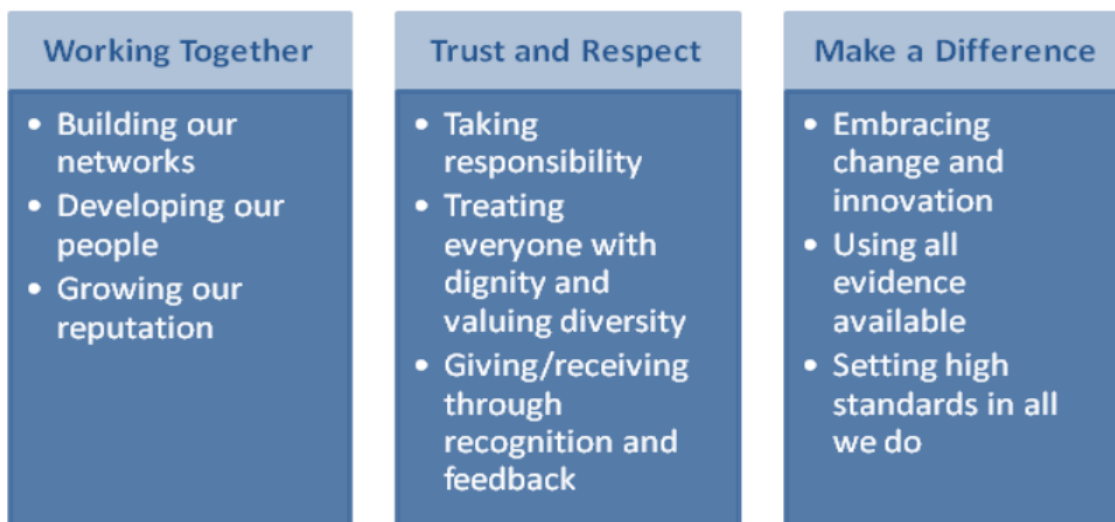 Working Together
• Building our
networks
• Developing our
people
• Growing our
reputation
Trust and Respect
• Taking
responsibility
• Treating
everyone with
dignity and
valuing diversity
• Giving/receiving
through
recognition and
feedback
Make a Difference
• Embracing
change and
innovation
• Using all
evidence
available
• Setting high
standards in all
we do